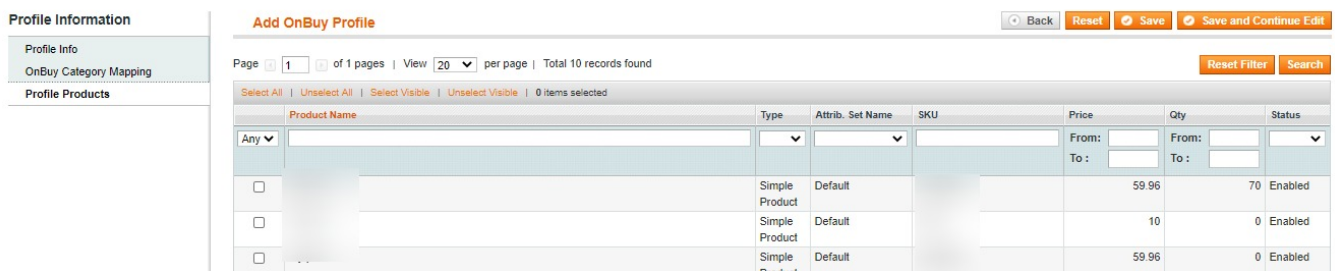 Profile Information
Profile Info
OnBuy Category Mapping
Profile Products
Add OnBuy Profile
Back Reset Save Save and Continue Edit
Page 1 of 1 pages | View 20 per page | Total 10 records found
Reset Filter Search
Select All | Unselect All | Select Visible | Unselect Visible | 0 items selected
Product Name Type Attrib. Set Name SKU Price Qty Status
Any From: From:
To : To :
Simple Product Default 59.96 70 Enabled
Simple Product Default 10 0 Enabled
Simple Default 59.96 0 Enabled